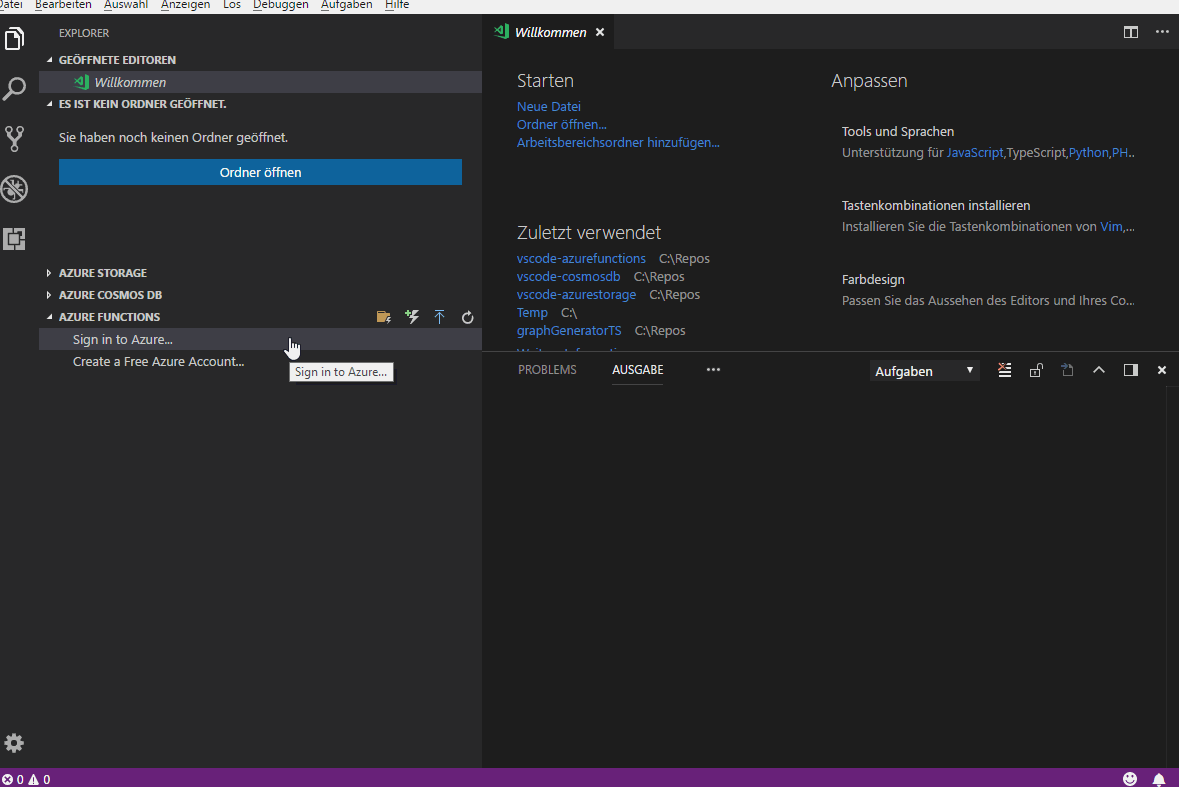 Datei Bearbeiten Auswahl Anzeigen Los Debuggen Aufgaben Hilfe
EXPLORER
GEÖFFNETE EDITOREN
Willkommen
ES IST KEIN ORDNER GEÖFFNET.
Sie haben noch keinen Ordner geöffnet.
Ordner öffnen
AZURE STORAGE
AZURE COSMOS DB
AZURE FUNCTIONS
Sign in to Azure...
Create a Free Azure Account...
Sign in to Azure...
Willkommen
Starten
Neue Datei
Ordner öffnen...
Arbeitsbereichsordner hinzufügen...
Zuletzt verwendet
vscode-azurefunctions C:\Repos
vscode-cosmosdb C:\Repos
vscode-azurestorage C:\Repos
Temp C:\
graphGeneratorTS C:\Repos
Anpassen
Tools und Sprachen
Unterstützung für JavaScript,TypeScript,Python,PH..
Tastenkombinationen installieren
Installieren Sie die Tastenkombinationen von Vim,...
Farbdesign
Passen Sie das Aussehen des Editors und Ihres Co...
PROBLEMS AUSGABE
Aufgaben
0 0